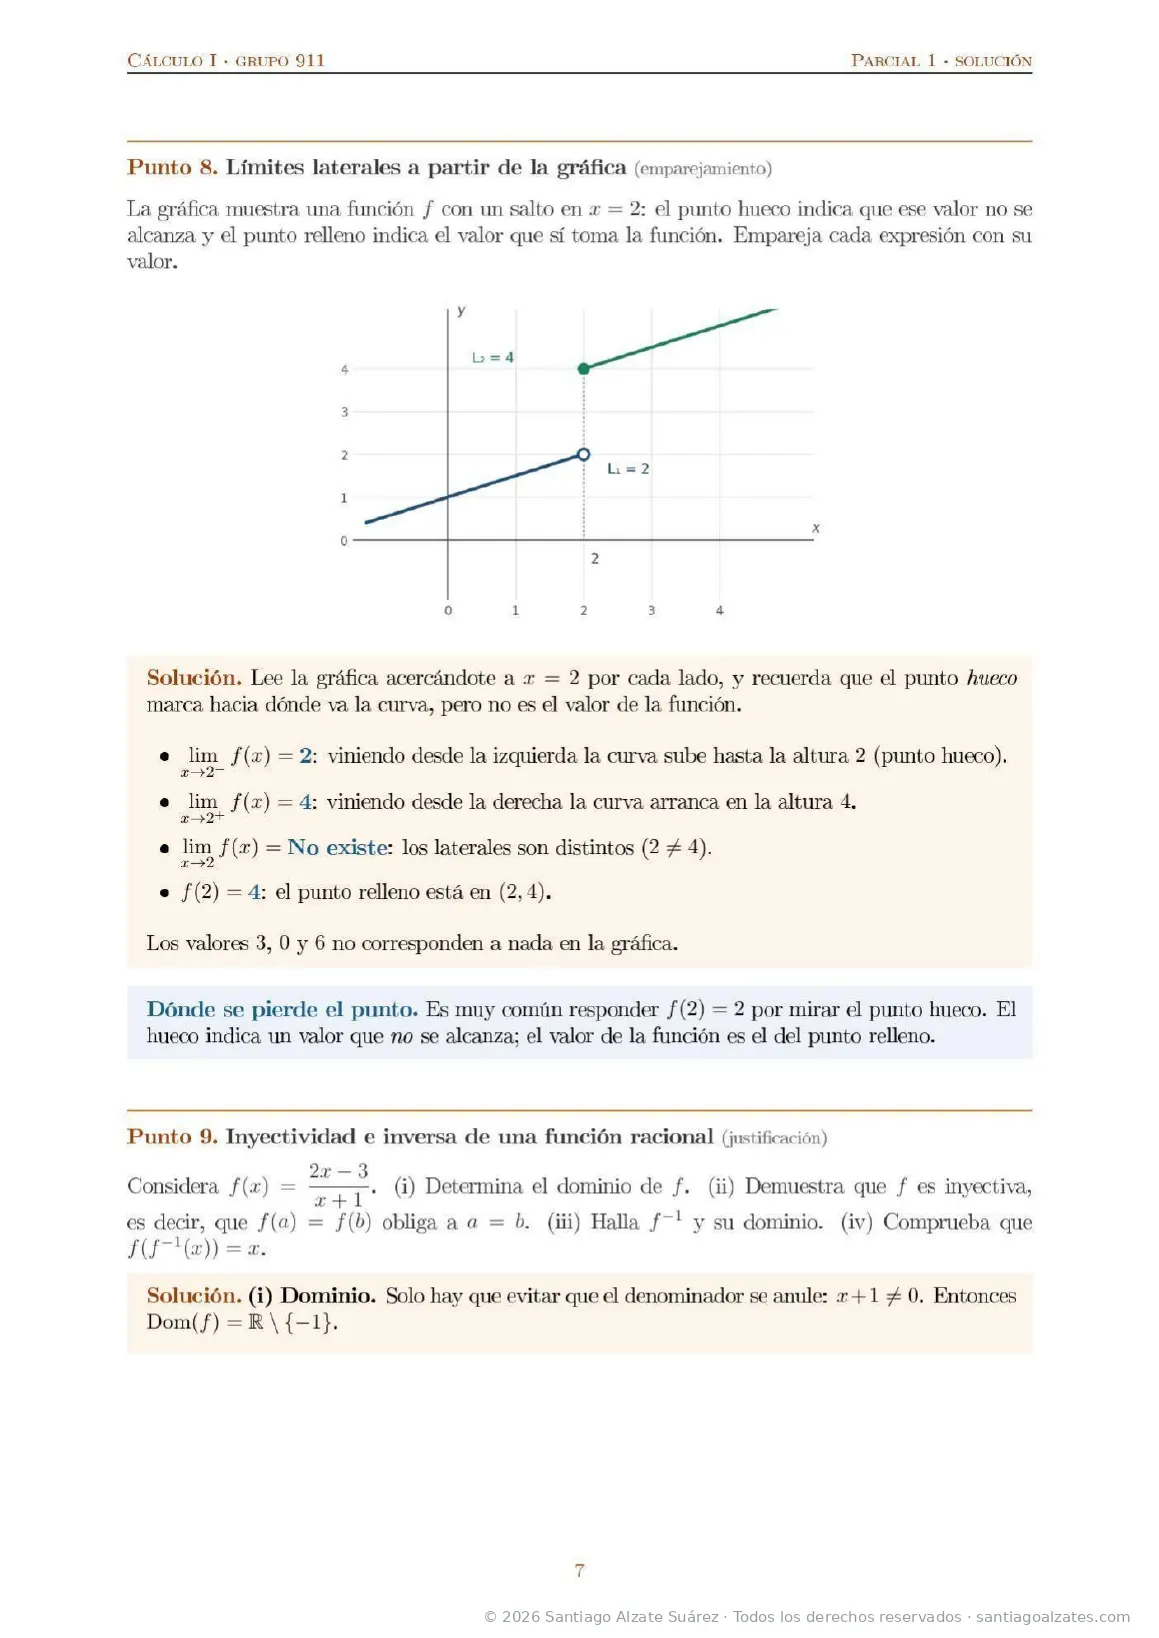 Cálculo I · grupo 911 Parcial 1 · solución
Punto 8. Límites laterales a partir de la gráfica (emparejamiento)
La gráfica muestra una función f con un salto en x = 2: el punto hueco indica que ese valor no se
alcanza y el punto relleno indica el valor que sí toma la función. Empareja cada expresión con su
valor.
y
L₂ = 4
4
3
2
L₁ = 2
1
x
0
2
0 1 2 3 4
Solución. Lee la gráfica acercándote a x = 2 por cada lado, y recuerda que el punto hueco
marca hacia dónde va la curva, pero no es el valor de la función.
• lim x→2⁻ f(x) = 2: viniendo desde la izquierda la curva sube hasta la altura 2 (punto hueco).
• lim x→2⁺ f(x) = 4: viniendo desde la derecha la curva arranca en la altura 4.
• lim x→2 f(x) = No existe: los laterales son distintos (2 ≠ 4).
• f(2) = 4: el punto relleno está en (2, 4).
Los valores 3, 0 y 6 no corresponden a nada en la gráfica.
Dónde se pierde el punto. Es muy común responder f(2) = 2 por mirar el punto hueco. El
hueco indica un valor que no se alcanza; el valor de la función es el del punto relleno.
Punto 9. Inyectividad e inversa de una función racional (justificación)
Considera f(x) = (2x − 3)/(x + 1). (i) Determina el dominio de f. (ii) Demuestra que f es inyectiva,
es decir, que f(a) = f(b) obliga a a = b. (iii) Halla f⁻¹ y su dominio. (iv) Comprueba que
f(f⁻¹(x)) = x.
Solución. (i) Dominio. Solo hay que evitar que el denominador se anule: x + 1 ≠ 0. Entonces
Dom(f) = ℝ \ {−1}.
7
© 2026 Santiago Alzate Suárez · Todos los derechos reservados · santiagoalzates.com